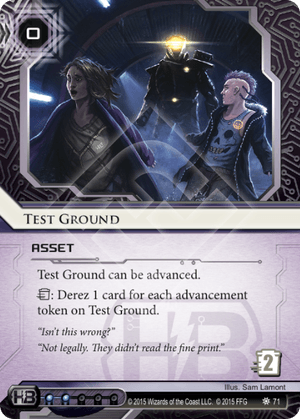 0
TEST GROUND
ASSET
Test Ground can be advanced.
: Derez 1 card for each advancement
token on Test Ground.
“Isn't this wrong?”
“Not legally. They didn't read the fine print.”
2
Illus. Sam Lamont
HB
© 2015 Wizards of the Coast LLC. © 2015 FFG
71